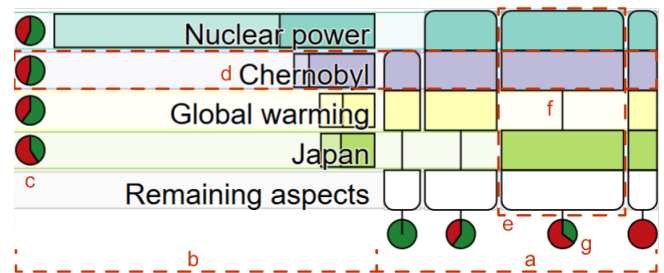 Nuclear power
d Chernobyl
Global warming
f
Japan
c
Remaining aspects
e
g
b
a